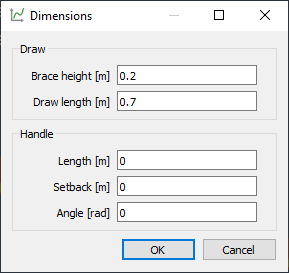 Dimensions
Draw
Brace height [m] 0.2
Draw length [m] 0.7
Handle
Length [m] 0
Setback [m] 0
Angle [rad] 0
OK Cancel